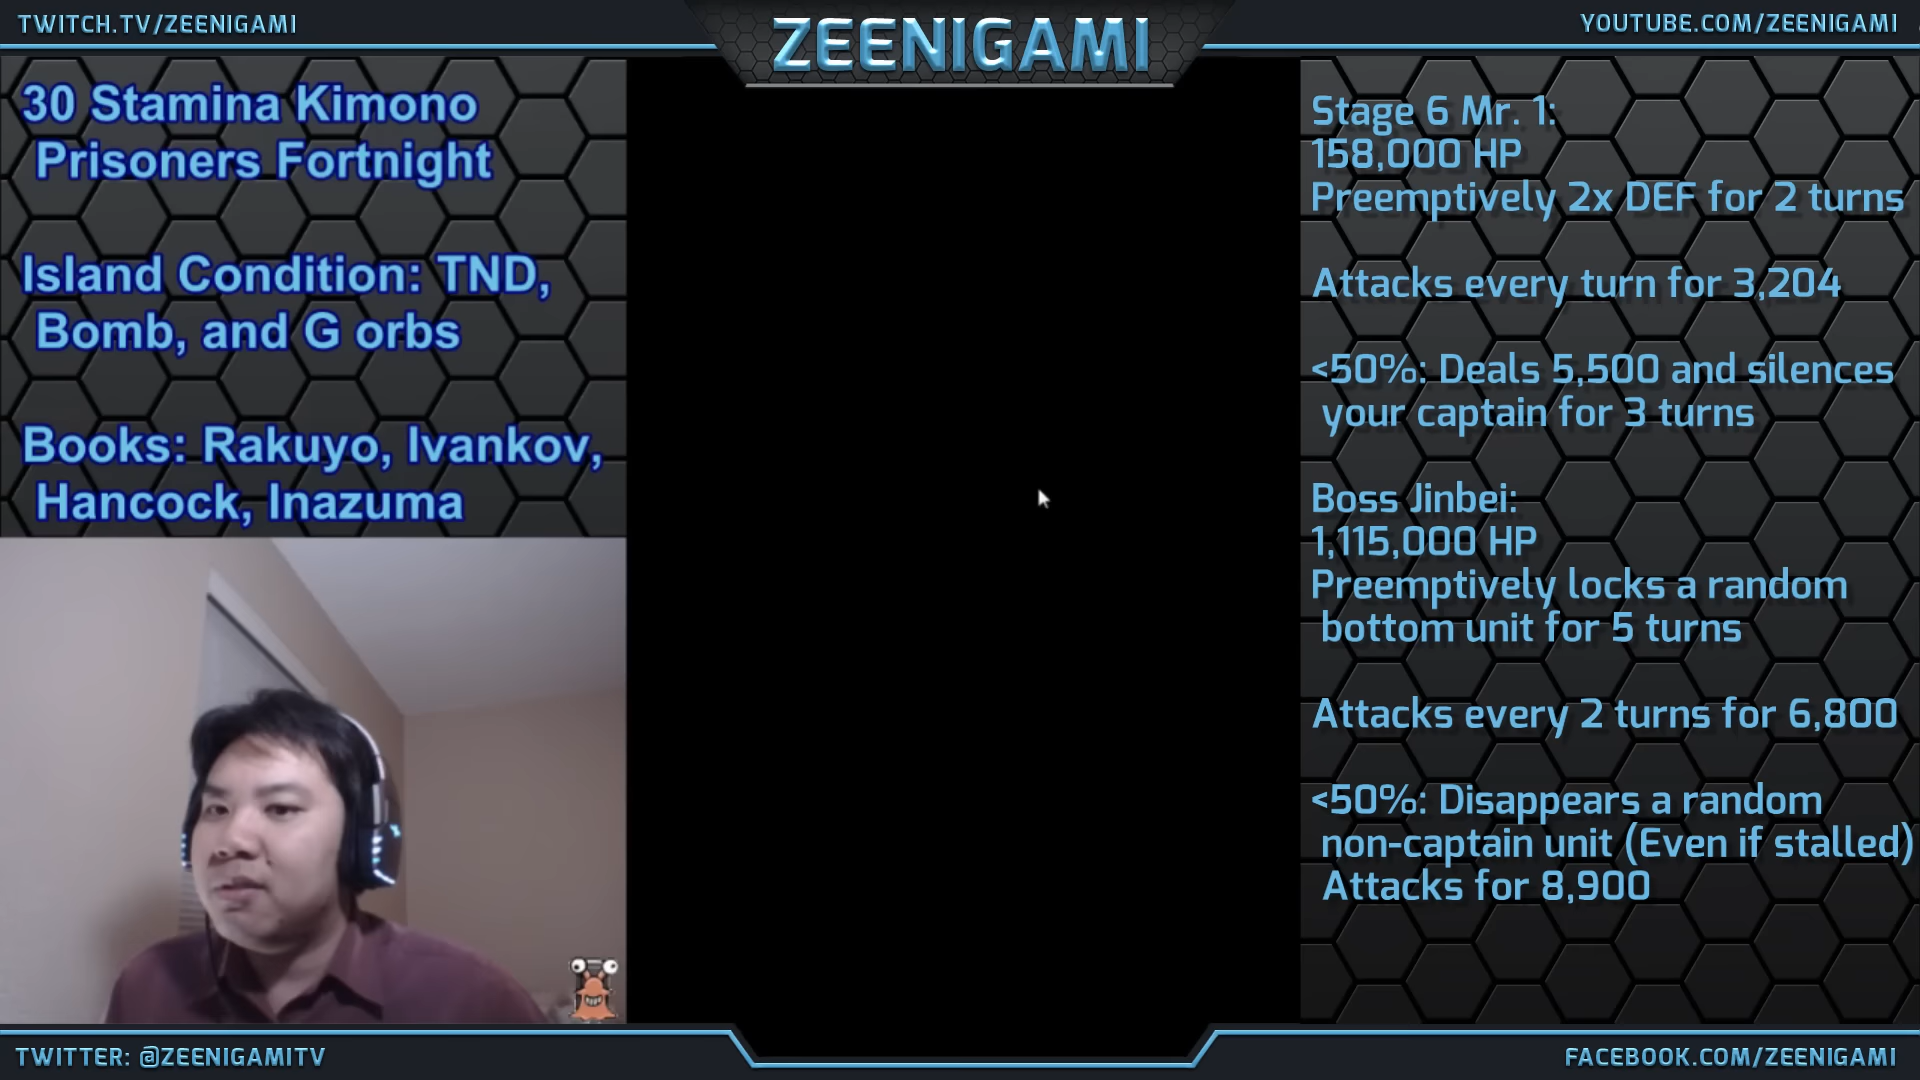 TWITCH.TV/ZEENIGAMI
ZEENIGAMI
YOUTUBE.COM/ZEENIGAMI
30 Stamina Kimono
Prisoners Fortnight
Island Condition: TND,
Bomb, and G orbs
Books: Rakuyo, Ivankov,
Hancock, Inazuma
Stage 6 Mr. 1:
158,000 HP
Preemptively 2x DEF for 2 turns
Attacks every turn for 3,204
<50%: Deals 5,500 and silences
your captain for 3 turns
Boss Jinbei:
1,115,000 HP
Preemptively locks a random
bottom unit for 5 turns
Attacks every 2 turns for 6,800
<50%: Disappears a random
non-captain unit (Even if stalled)
Attacks for 8,900
TWITTER: @ZEENIGAMITV
FACEBOOK.COM/ZEENIGAMI